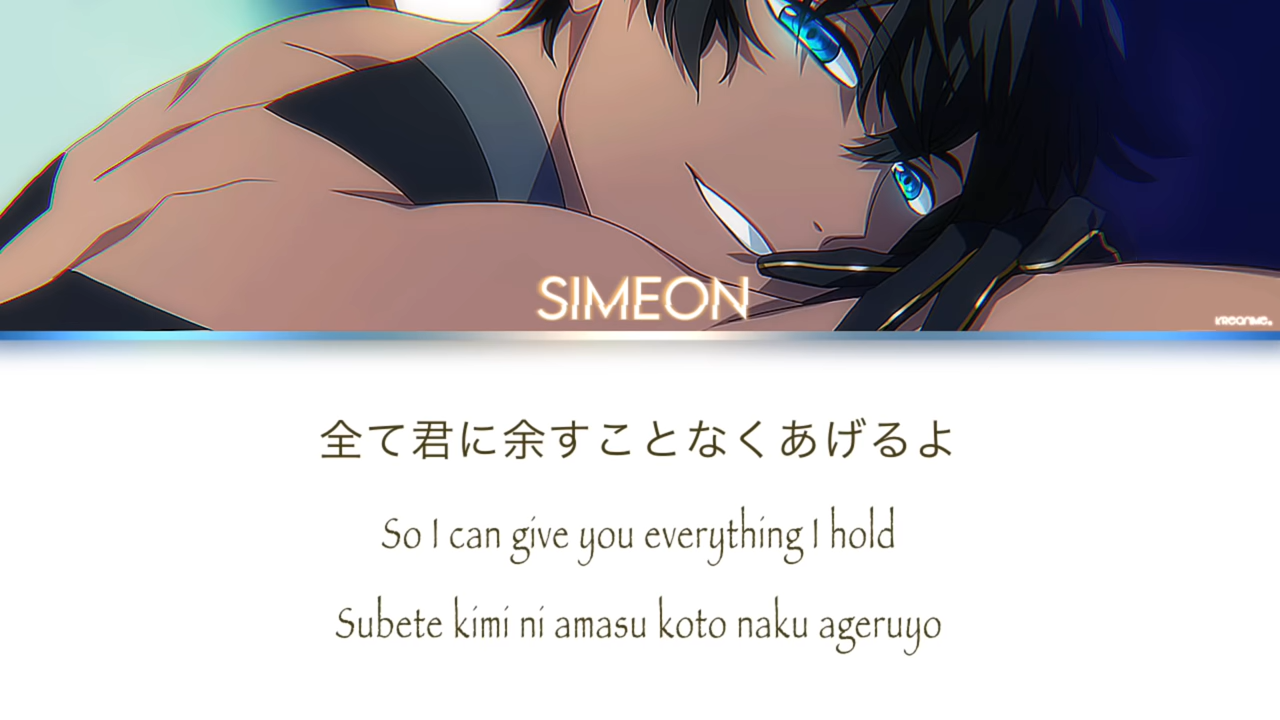 SIMEON
kreanime.
全て君に余すことなくあげるよ
So I can give you everything I hold
Subete kimi ni amasu koto naku ageruyo